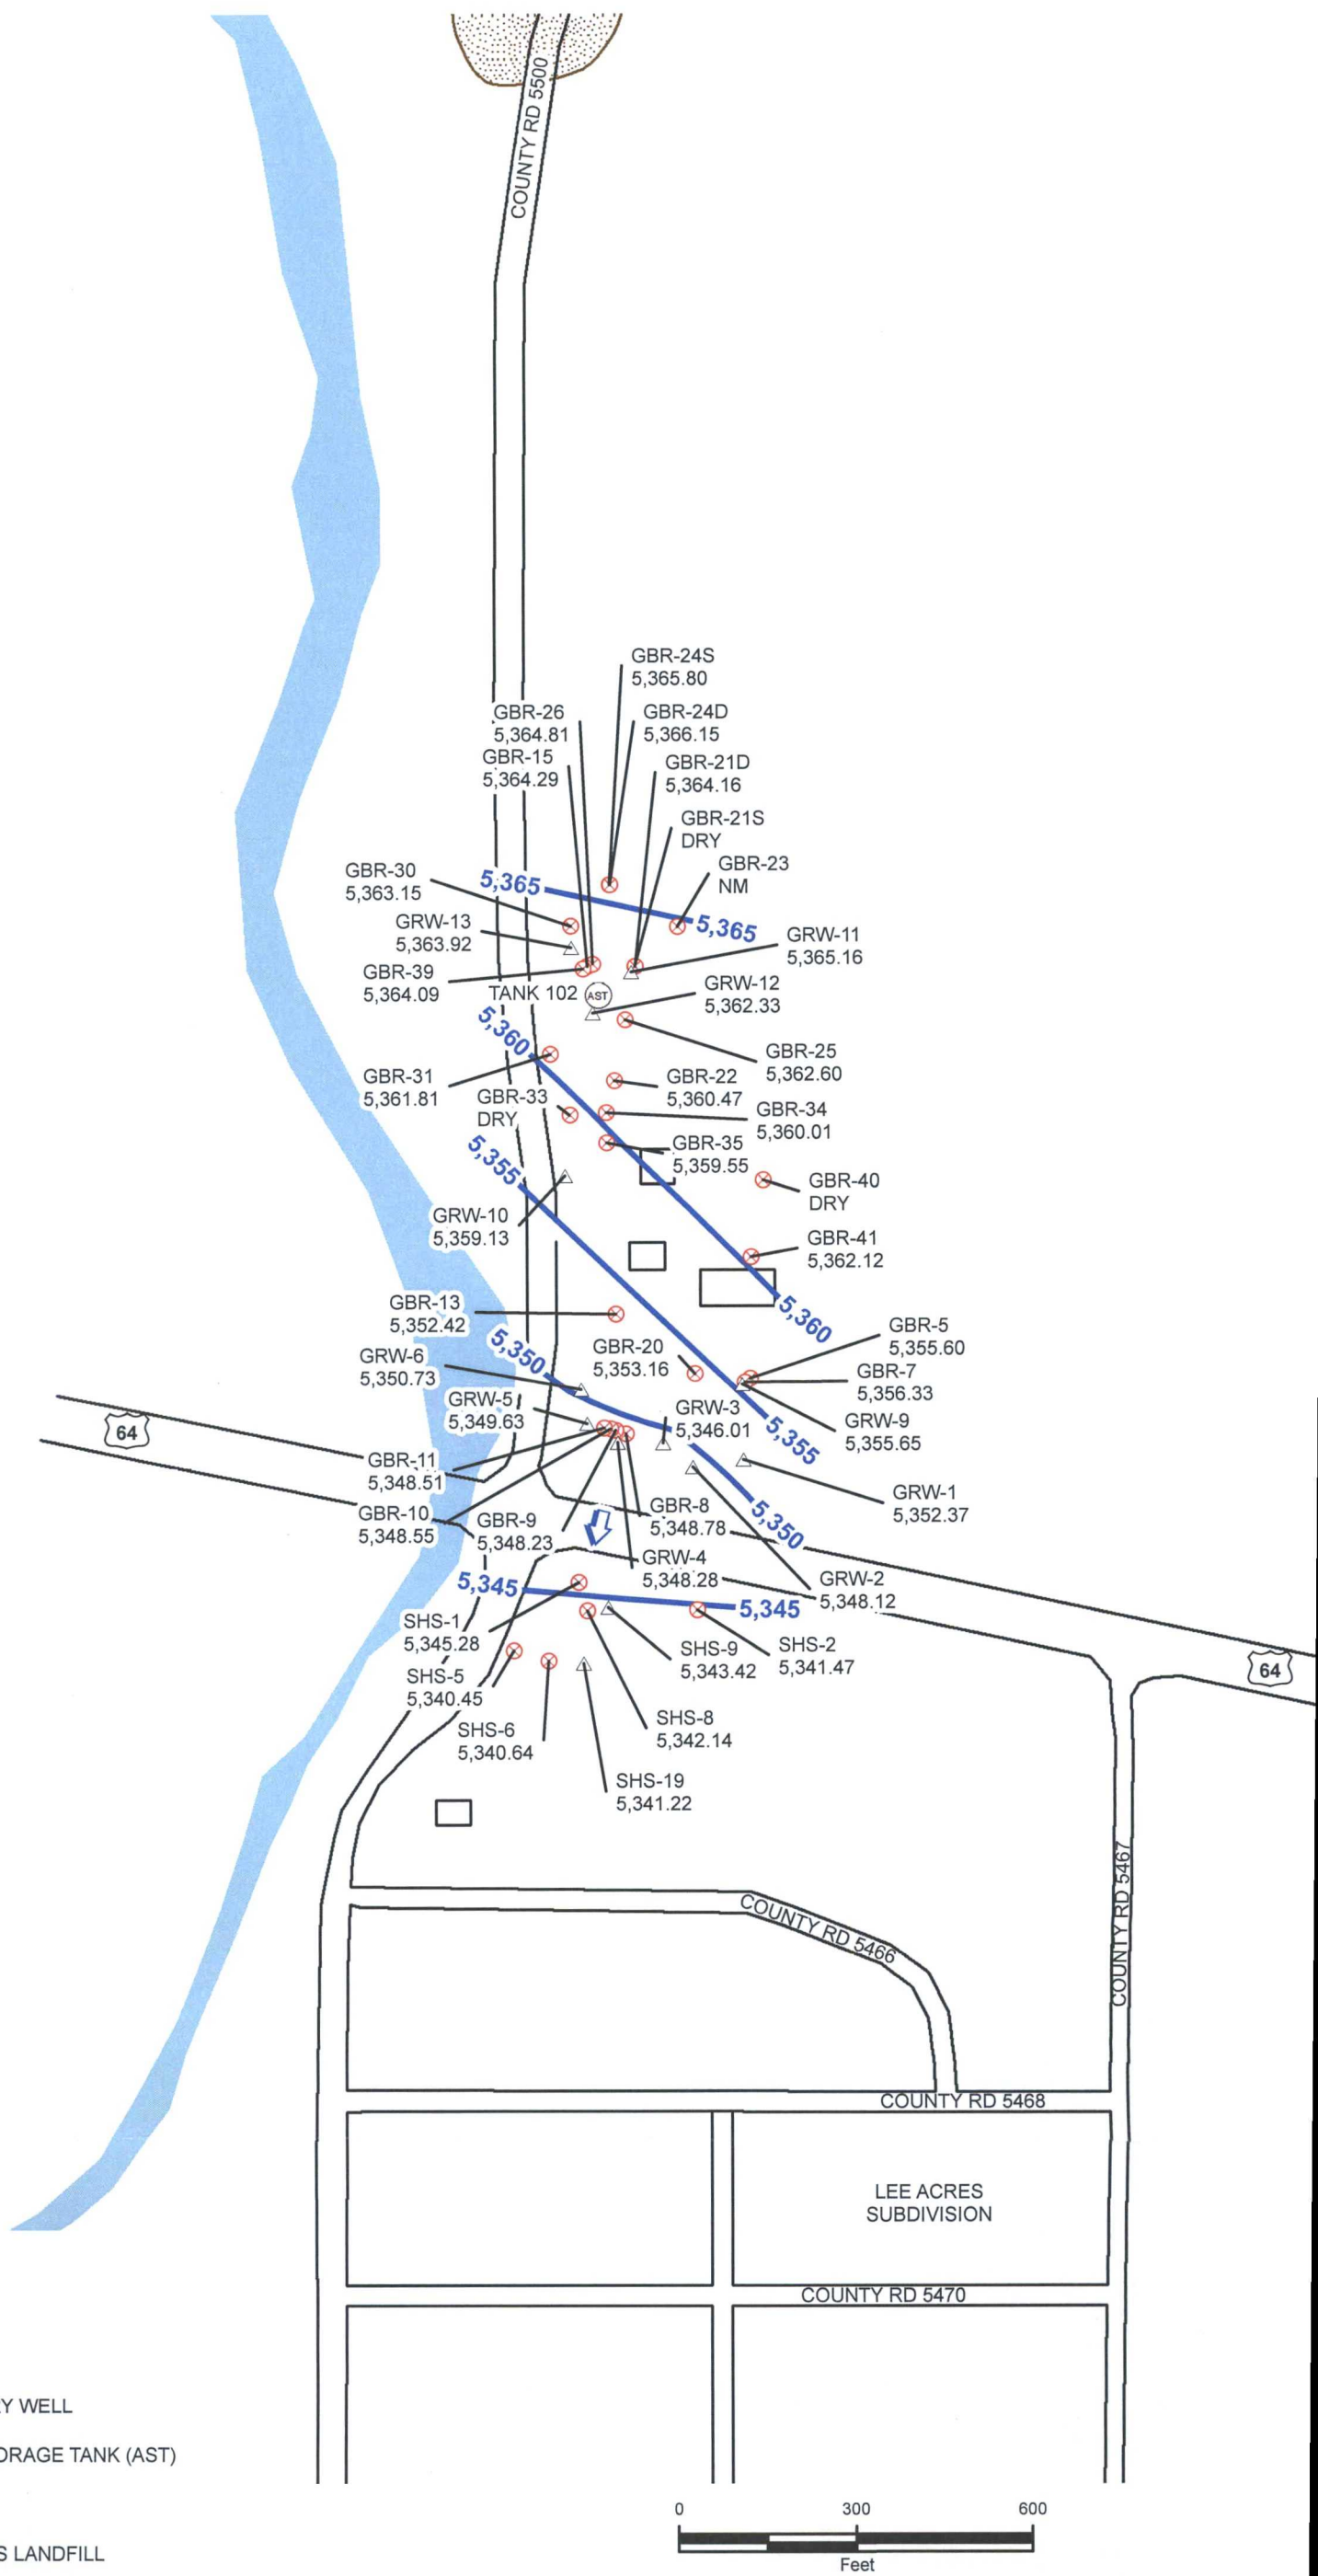 COUNTY RD 5500
GBR-24S
5,365.80
GBR-26
5,364.81
GBR-24D
5,366.15
GBR-15
5,364.29
GBR-21D
5,364.16
GBR-21S
DRY
GBR-23
NM
GBR-30
5,363.15
5,365
5,365
GRW-13
5,363.92
GRW-11
5,365.16
GBR-39
5,364.09
TANK 102
AST
GRW-12
5,362.33
5,360
GBR-25
5,362.60
GBR-31
5,361.81
GBR-22
5,360.47
GBR-33
DRY
GBR-34
5,360.01
5,355
GBR-35
5,359.55
GBR-40
DRY
GRW-10
5,359.13
GBR-41
5,362.12
GBR-13
5,352.42
5,360
5,350
GBR-20
5,353.16
GBR-5
5,355.60
GRW-6
5,350.73
GBR-7
5,356.33
GRW-5
5,349.63
GRW-3
5,346.01
GRW-9
5,355.65
5,355
64
GBR-11
5,348.51
GRW-1
5,352.37
GBR-10
5,348.55
GBR-9
5,348.23
GBR-8
5,348.78
5,350
GRW-4
5,348.28
GRW-2
5,348.12
5,345
5,345
SHS-1
5,345.28
SHS-9
5,343.42
SHS-2
5,341.47
64
SHS-5
5,340.45
SHS-6
5,340.64
SHS-8
5,342.14
SHS-19
5,341.22
COUNTY RD 5467
COUNTY RD 5466
COUNTY RD 5468
LEE ACRES
SUBDIVISION
COUNTY RD 5470
Y WELL
ORAGE TANK (AST)
S LANDFILL
0 300 600
Feet